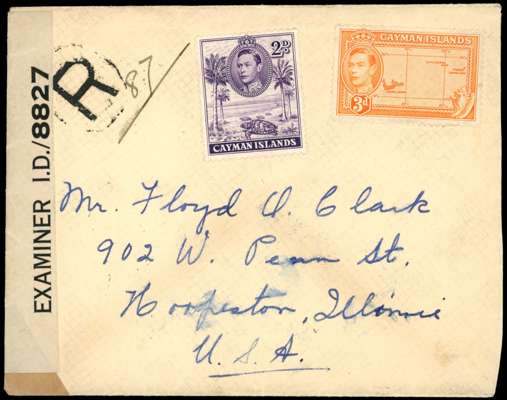 EXAMINER I.D./8827
R
87
2D
CAYMAN ISLANDS
CAYMAN ISLANDS
3d
Mr. Floyd O. Clark
902 W. Penn St.
Hoopeston, Illinois
U.S.A.